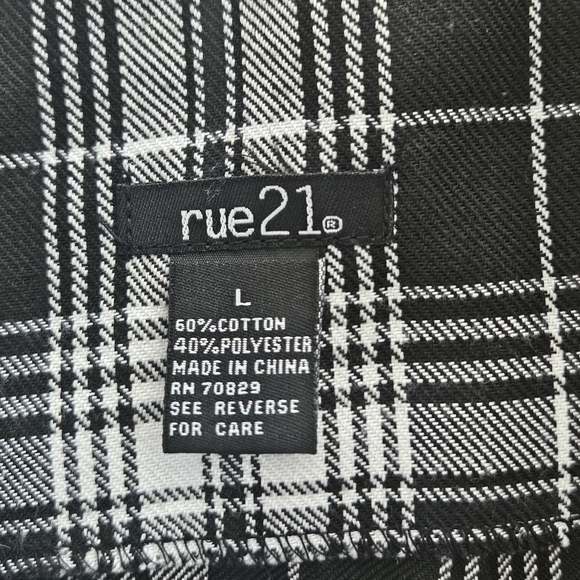 rue21®
L
60%COTTON
40%POLYESTER
MADE IN CHINA
RN 70829
SEE REVERSE
FOR CARE